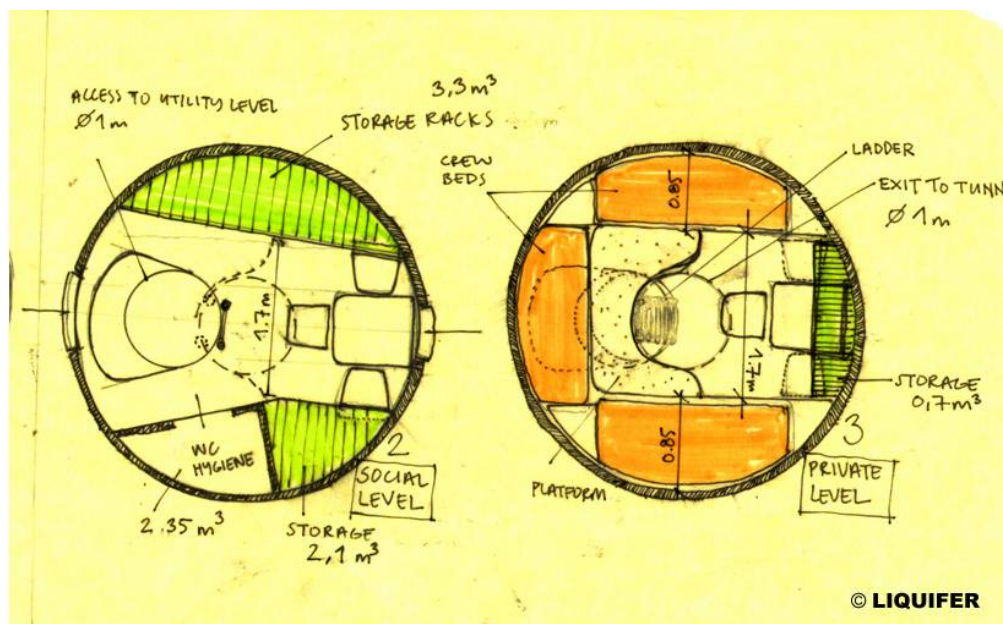 ACCESS TO UTILITY LEVEL
Ø 1 m
3,3 m³
STORAGE RACKS
1.7m
WC
HYGIENE
2.35 m³
STORAGE
2,1 m³
2
SOCIAL
LEVEL
CREW
BEDS
0.85
LADDER
EXIT TO TUNN
Ø 1 m
1.7m
STORAGE
0,7 m³
0.85
PLATFORM
3
PRIVATE
LEVEL
© LIQUIFER